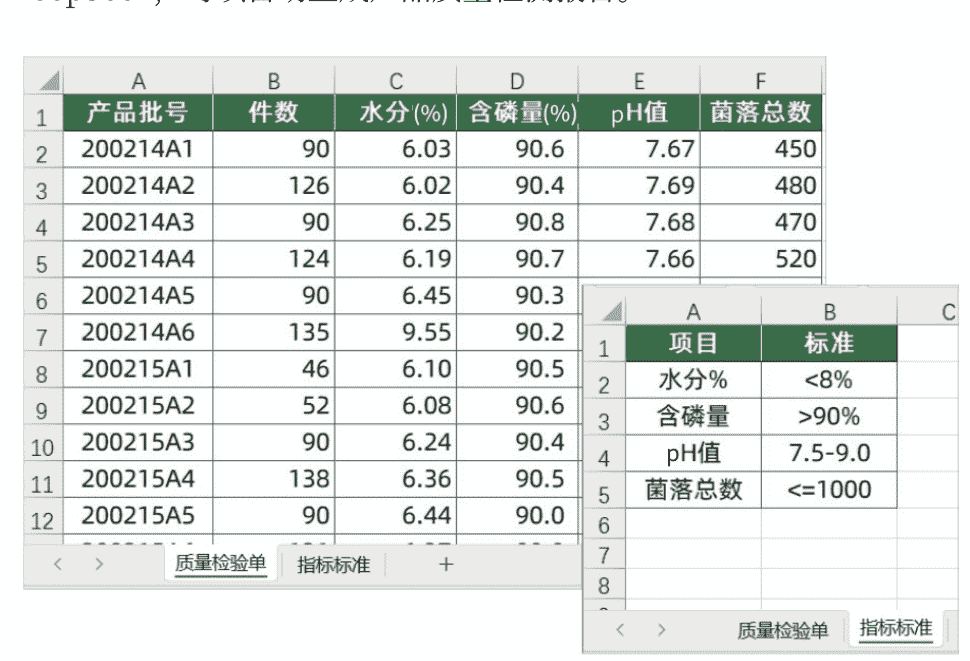 A B C D E F
1 产品批号 件数 水分(%) 含磷量(%) pH值 菌落总数
2 200214A1 90 6.03 90.6 7.67 450
3 200214A2 126 6.02 90.4 7.69 480
4 200214A3 90 6.25 90.8 7.68 470
5 200214A4 124 6.19 90.7 7.66 520
6 200214A5 90 6.45 90.3
7 200214A6 135 9.55 90.2
8 200215A1 46 6.10 90.5
9 200215A2 52 6.08 90.6
10 200215A3 90 6.24 90.4
11 200215A4 138 6.36 90.5
12 200215A5 90 6.44 90.0
质量检验单 指标标准 +
A B C
1 项目 标准
2 水分% <8%
3 含磷量 >90%
4 pH值 7.5-9.0
5 菌落总数 <=1000
6
7
8
质量检验单 指标标准